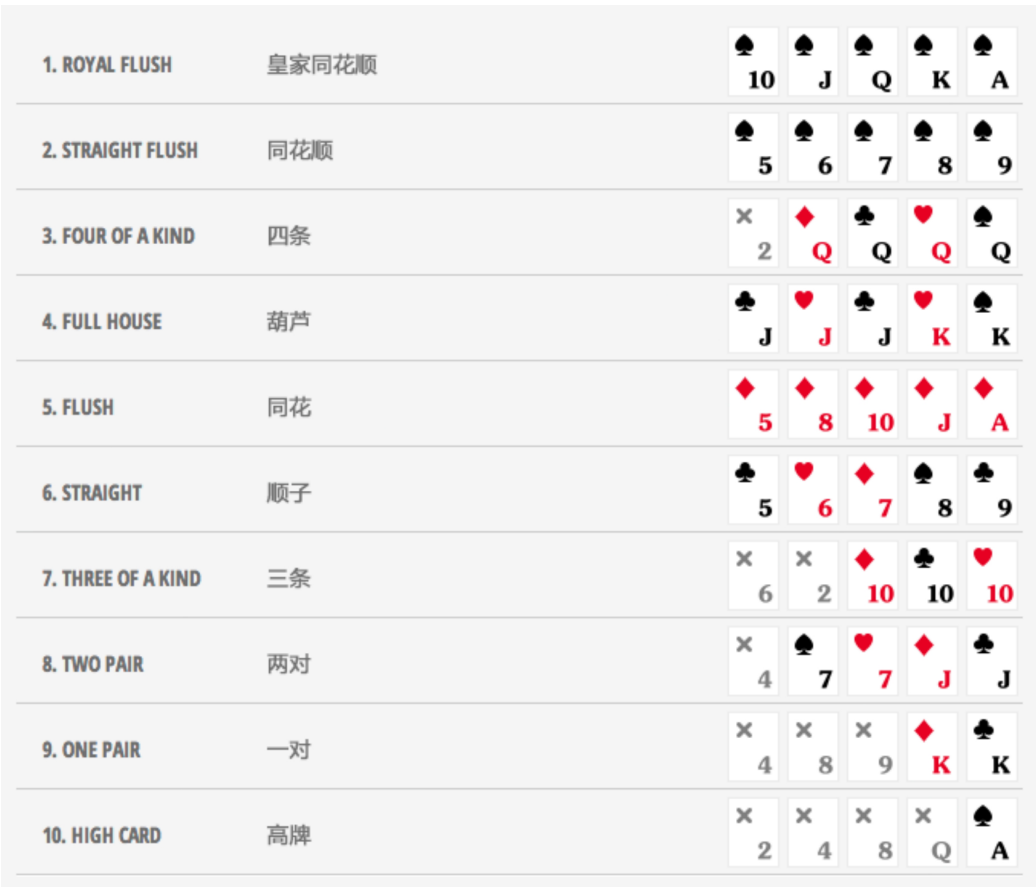 1. ROYAL FLUSH 皇家同花顺 10 J Q K A
2. STRAIGHT FLUSH 同花顺 5 6 7 8 9
3. FOUR OF A KIND 四条 2 Q Q Q Q
4. FULL HOUSE 葫芦 J J J K K
5. FLUSH 同花 5 8 10 J A
6. STRAIGHT 顺子 5 6 7 8 9
7. THREE OF A KIND 三条 6 2 10 10 10
8. TWO PAIR 两对 4 7 7 J J
9. ONE PAIR 一对 4 8 9 K K
10. HIGH CARD 高牌 2 4 8 Q A